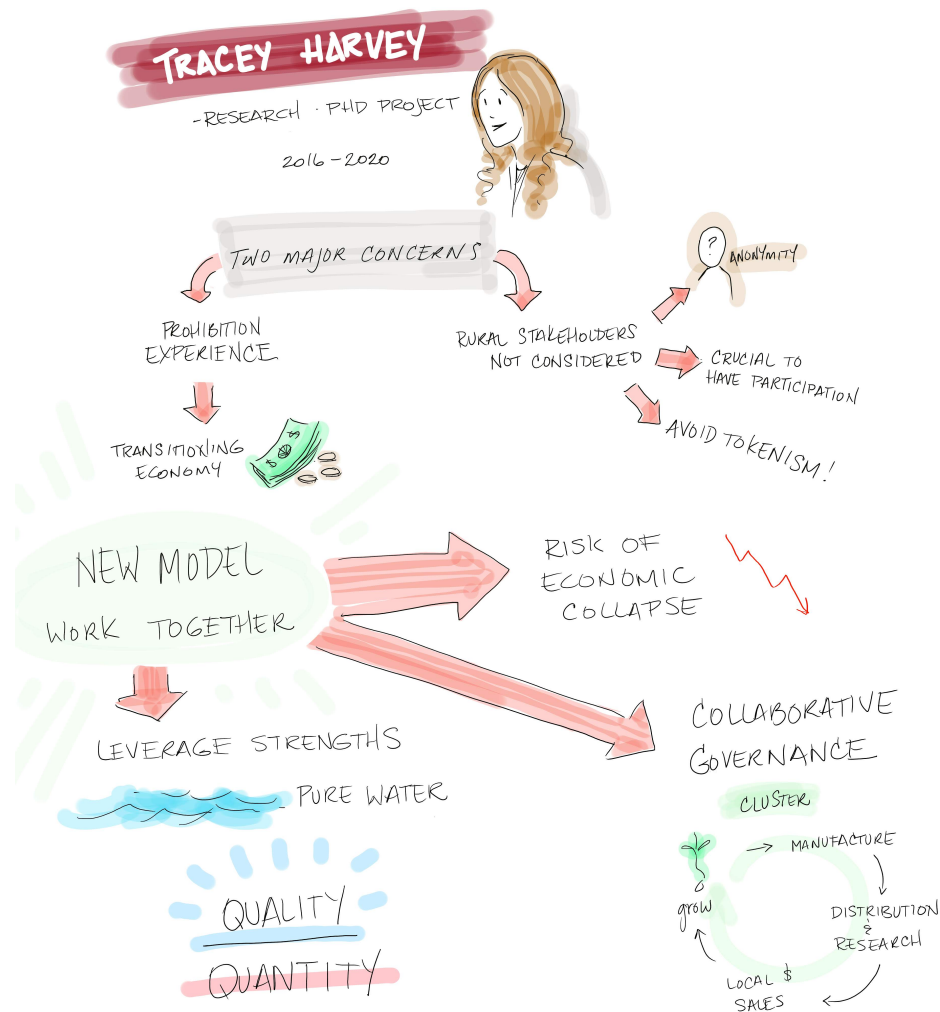 TRACEY HARVEY
-RESEARCH · PHD PROJECT
2016-2020
TWO MAJOR CONCERNS
PROHIBITION
EXPERIENCE
TRANSITIONING
ECONOMY
$ $
RURAL STAKEHOLDERS
NOT CONSIDERED
?
ANONYMITY
CRUCIAL TO
HAVE PARTICIPATION
AVOID TOKENISM!
NEW MODEL
WORK TOGETHER
RISK OF
ECONOMIC
COLLAPSE
LEVERAGE STRENGTHS
PURE WATER
QUALITY
QUANTITY
COLLABORATIVE
GOVERNANCE
CLUSTER
grow
MANUFACTURE
DISTRIBUTION
&
RESEARCH
LOCAL $
SALES